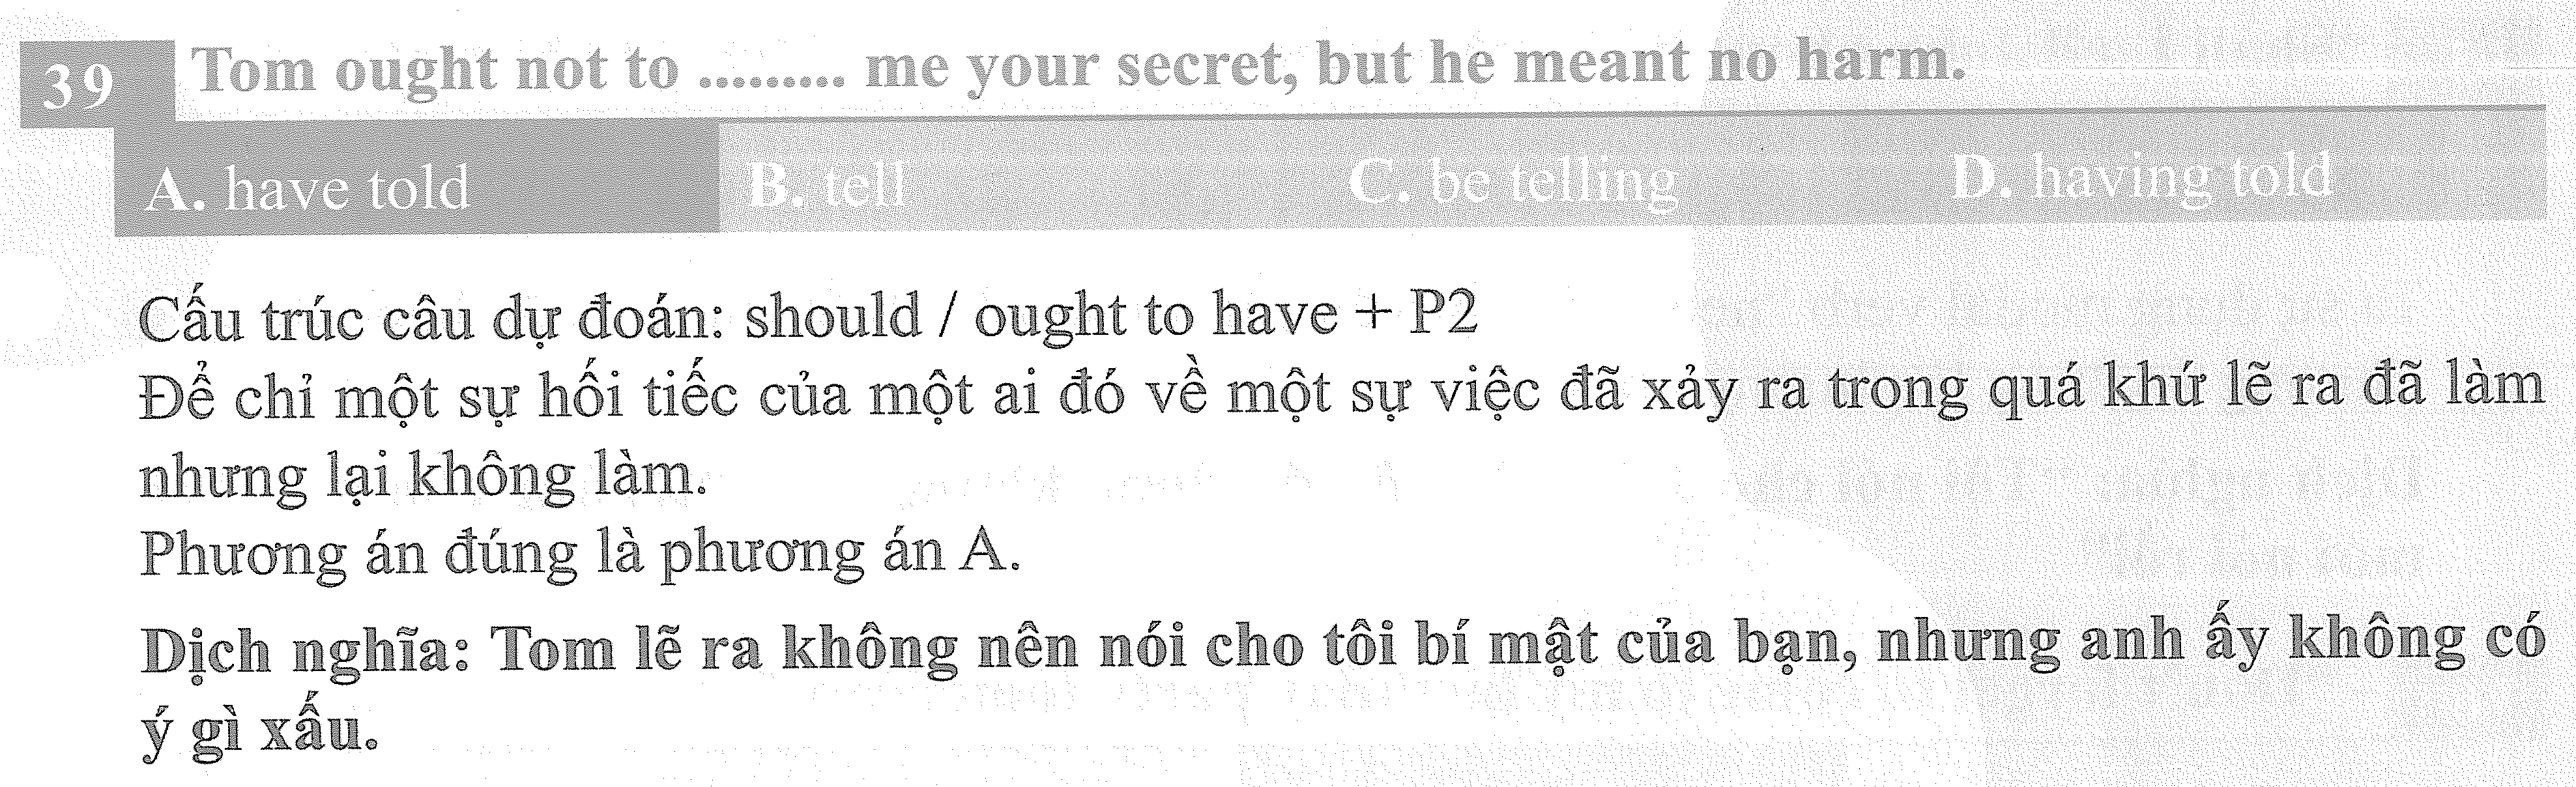 39 Tom ought not to ......... me your secret, but he meant no harm.
A. have told B. tell C. be telling D. having told
Cấu trúc câu dự đoán: should / ought to have + P2
Để chỉ một sự hối tiếc của một ai đó về một sự việc đã xảy ra trong quá khứ lẽ ra đã làm
nhưng lại không làm.
Phương án đúng là phương án A.
Dịch nghĩa: Tom lẽ ra không nên nói cho tôi bí mật của bạn, nhưng anh ấy không có
ý gì xấu.